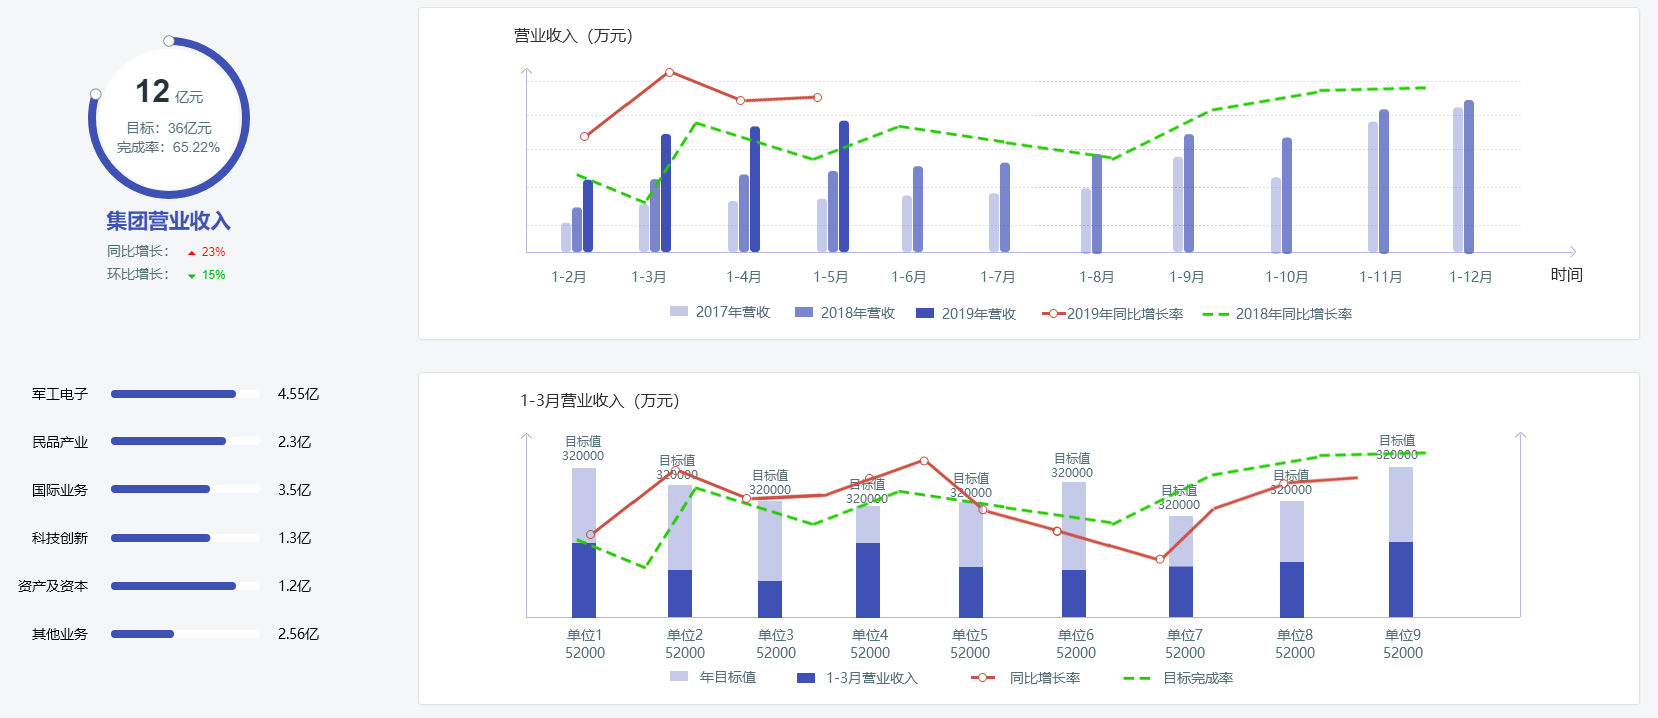 12 亿元
目标：36亿元
完成率：65.22%
集团营业收入
同比增长： 23%
环比增长： 15%
军工电子 4.55亿
民品产业 2.3亿
国际业务 3.5亿
科技创新 1.3亿
资产及资本 1.2亿
其他业务 2.56亿
营业收入（万元）
1-2月 1-3月 1-4月 1-5月 1-6月 1-7月 1-8月 1-9月 1-10月 1-11月 1-12月 时间
2017年营收 2018年营收 2019年营收 2019年同比增长率 2018年同比增长率
1-3月营业收入（万元）
目标值 目标值 目标值 目标值 目标值 目标值 目标值 目标值 目标值
320000 320000 320000 320000 320000 320000 320000 320000 320000
单位1 单位2 单位3 单位4 单位5 单位6 单位7 单位8 单位9
52000 52000 52000 52000 52000 52000 52000 52000 52000
年目标值 1-3月营业收入 同比增长率 目标完成率